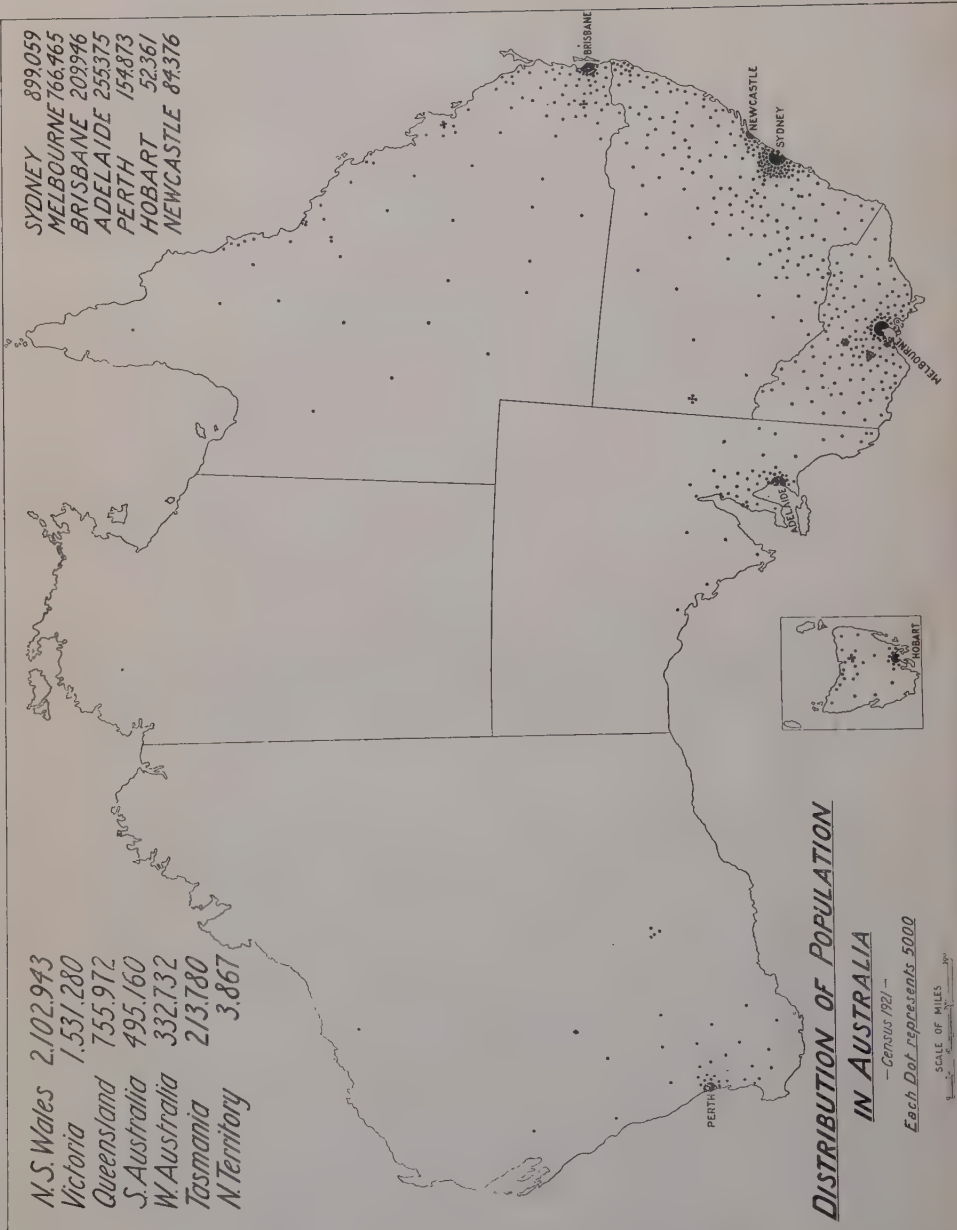 N.S. Wales 2.102.943
Victoria 1.531.280
Queensland 755.972
S. Australia 495.160
W. Australia 332.732
Tasmania 213.780
N. Territory 3.867
SYDNEY 899.059
MELBOURNE 766.465
BRISBANE 209.946
ADELAIDE 255.375
PERTH 154.873
HOBART 52.361
NEWCASTLE 84.376
BRISBANE
NEWCASTLE
SYDNEY
MELBOURNE
ADELAIDE
HOBART
PERTH
DISTRIBUTION OF POPULATION
IN AUSTRALIA
- Census 1921 -
Each Dot represents 5000
SCALE OF MILES